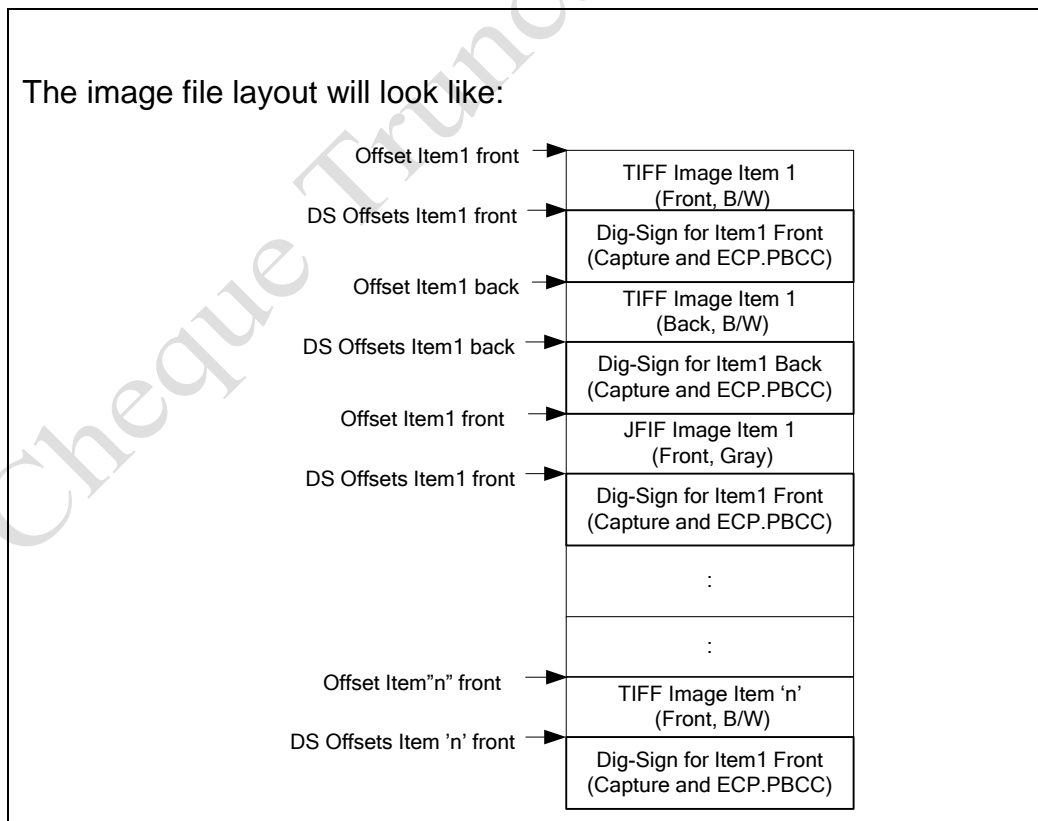 The image file layout will look like:
Offset Item1 front
TIFF Image Item 1
(Front, B/W)
DS Offsets Item1 front
Dig-Sign for Item1 Front
(Capture and ECP.PBCC)
Offset Item1 back
TIFF Image Item 1
(Back, B/W)
DS Offsets Item1 back
Dig-Sign for Item1 Back
(Capture and ECP.PBCC)
Offset Item1 front
JFIF Image Item 1
(Front, Gray)
DS Offsets Item1 front
Dig-Sign for Item1 Front
(Capture and ECP.PBCC)
:
:
Offset Item"n" front
TIFF Image Item ‘n’
(Front, B/W)
DS Offsets Item ’n’ front
Dig-Sign for Item1 Front
(Capture and ECP.PBCC)
Cheque